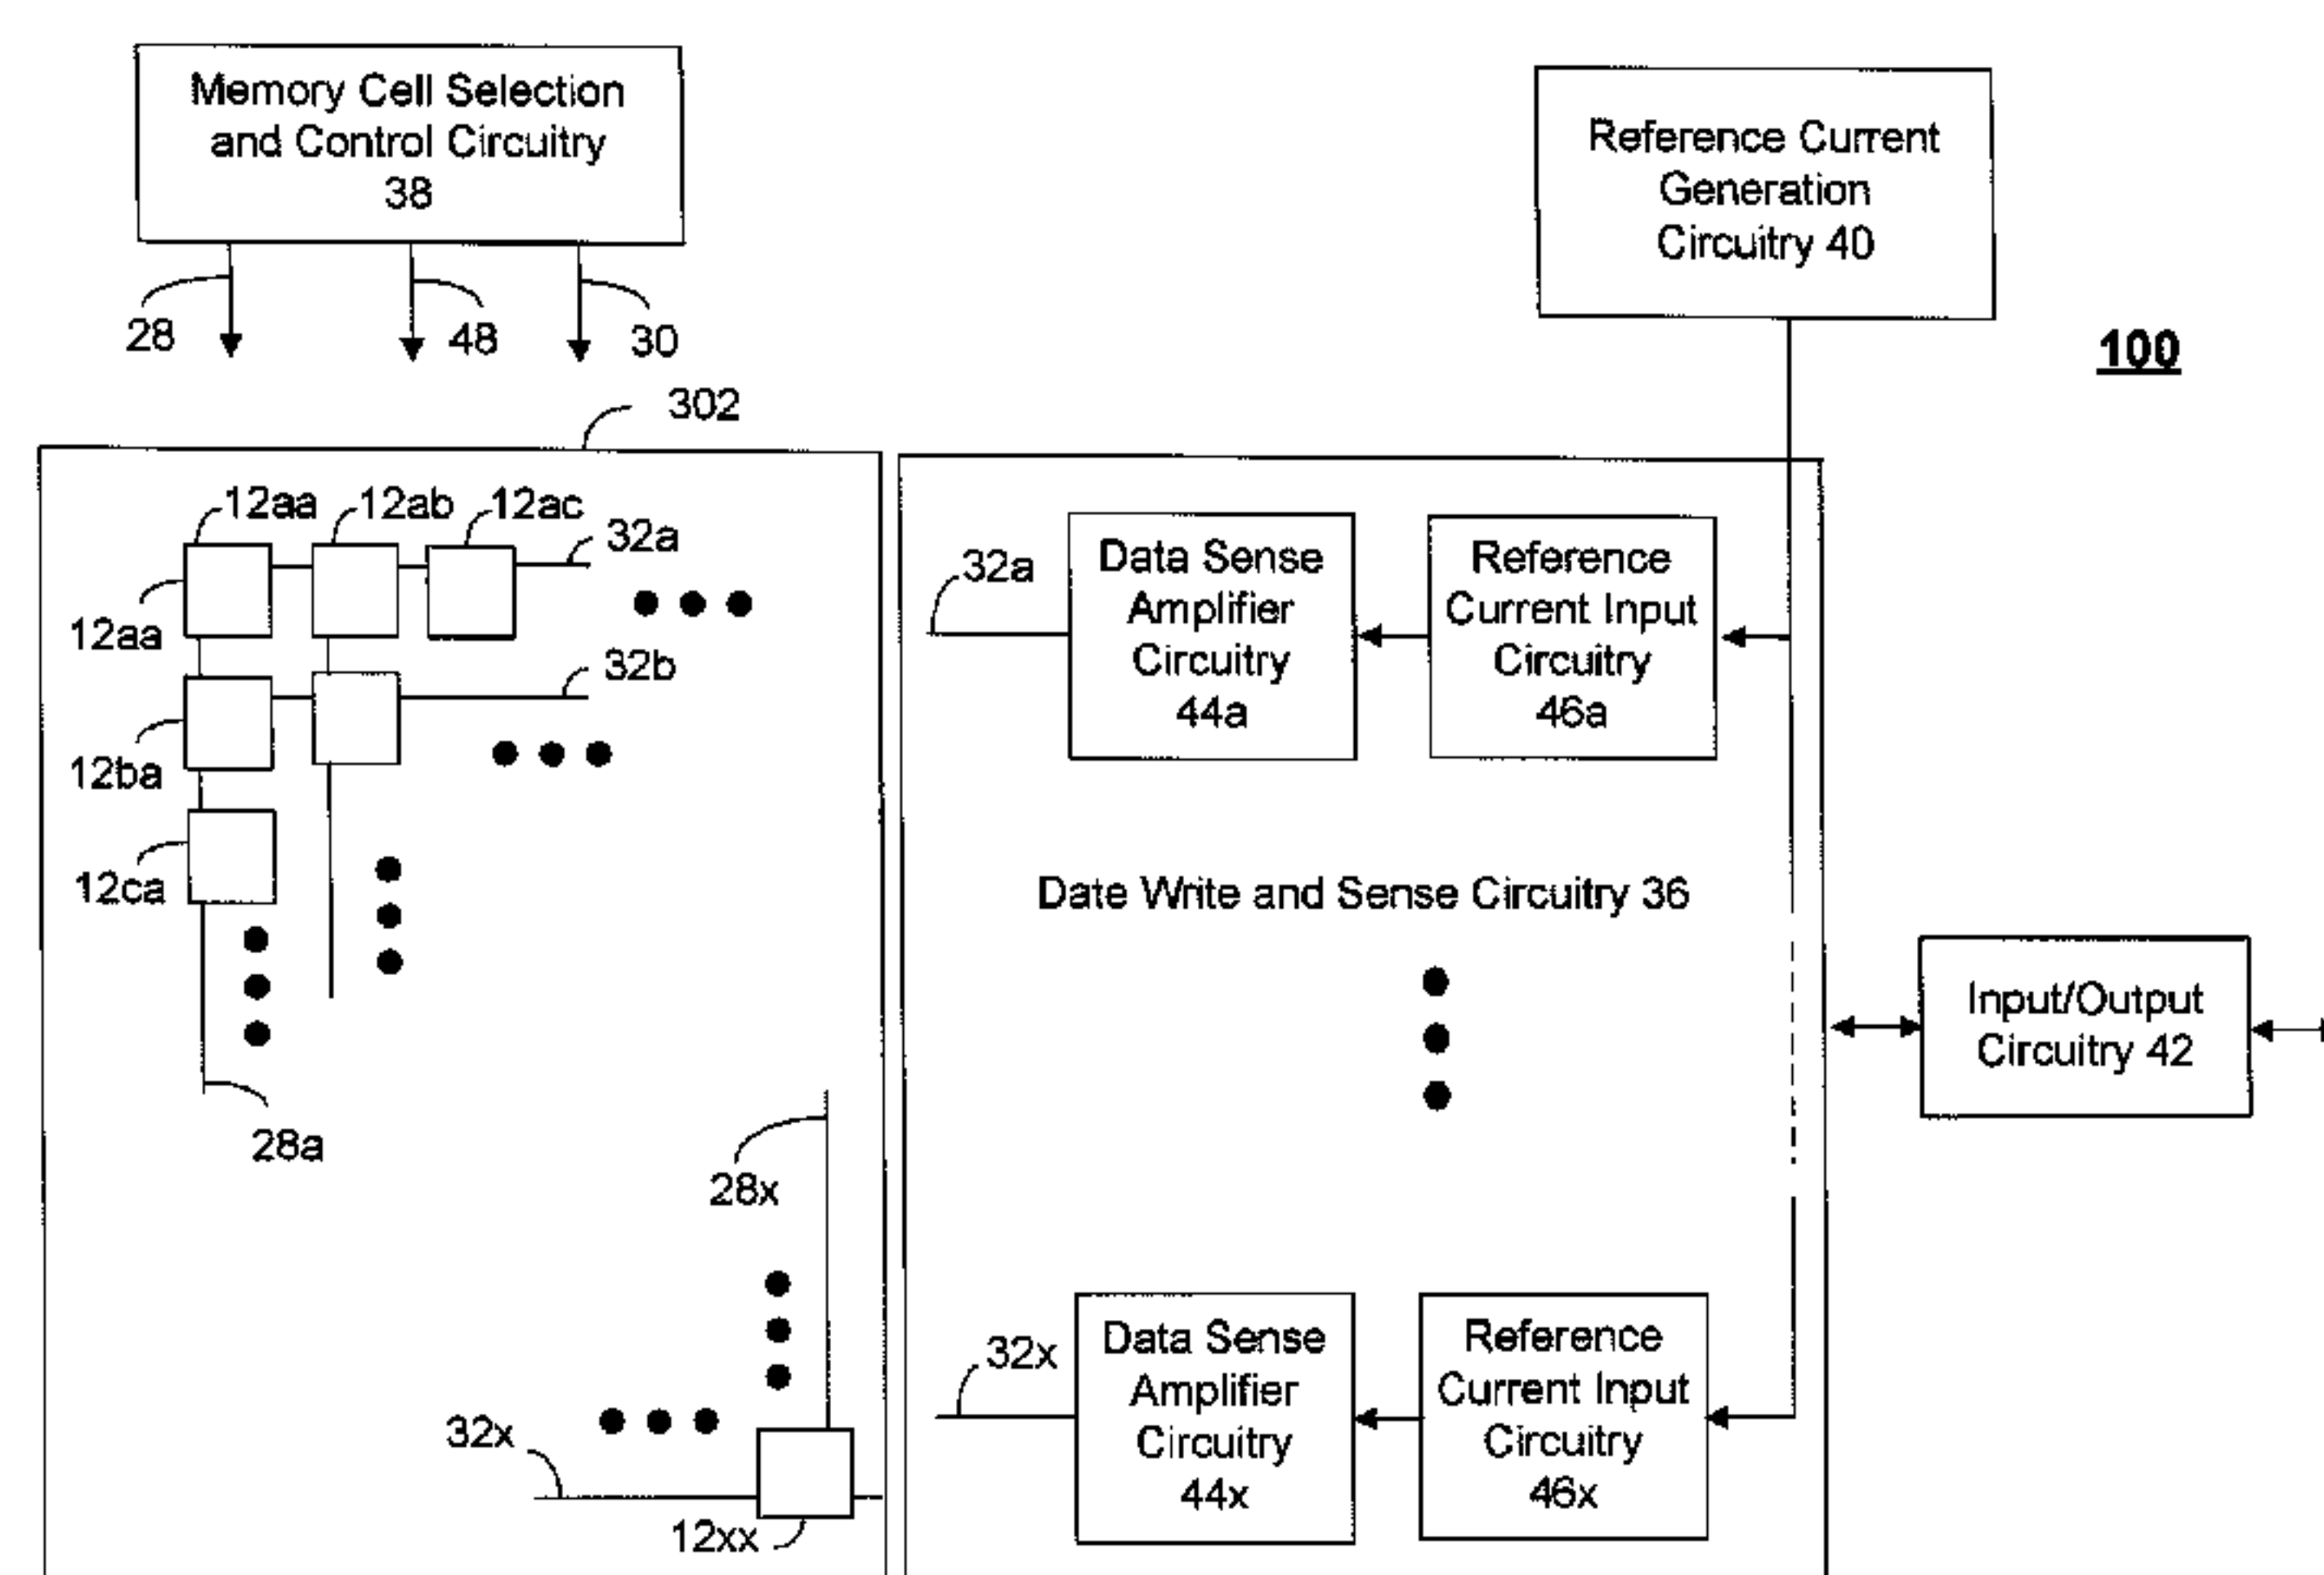 Memory Cell Selection
and Control Circuitry
38
28
48
30
Reference Current
Generation
Circuitry 40
100
302
12aa
12ab
12ac
32a
12aa
32b
12ba
12ca
28a
28x
32x
12xx
32a
Data Sense
Amplifier
Circuitry
44a
Reference
Current Input
Circuitry
46a
Date Write and Sense Circuitry 36
Input/Output
Circuitry 42
32x
Data Sense
Amplifier
Circuitry
44x
Reference
Current Input
Circuitry
46x